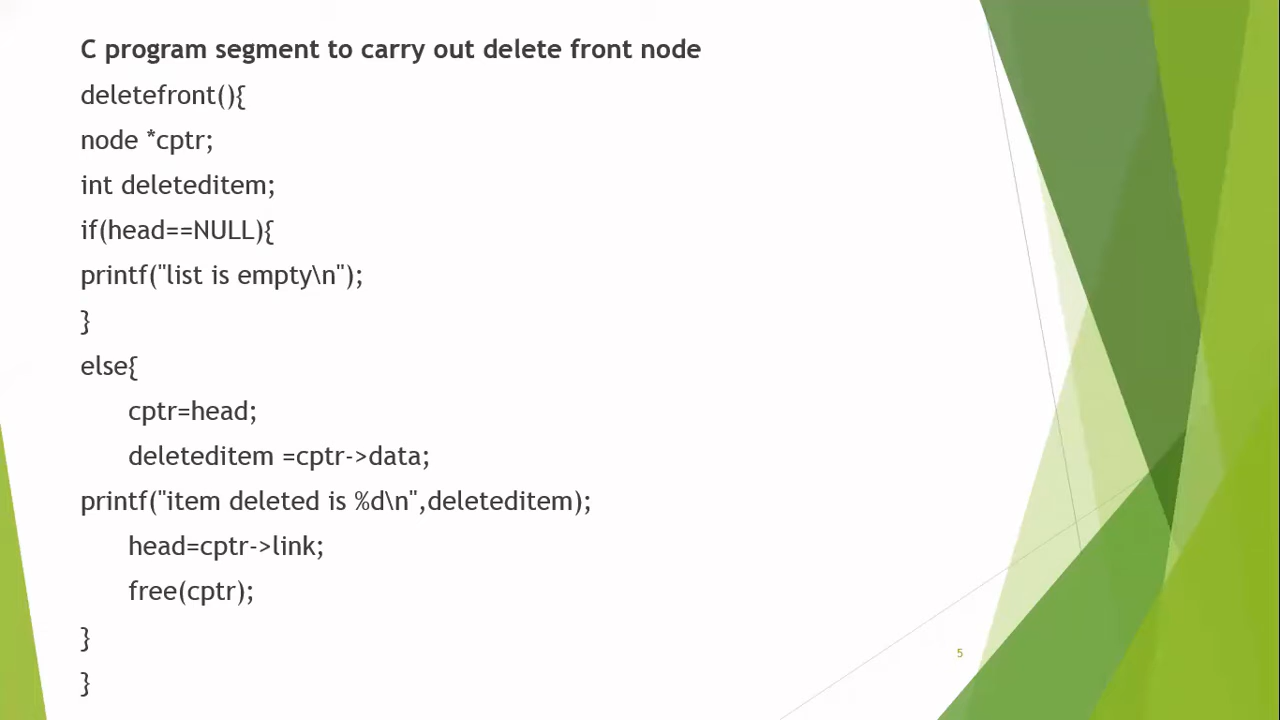 C program segment to carry out delete front node
deletefront(){
node *cptr;
int deleteditem;
if(head==NULL){
printf("list is empty\n");
}
else{
cptr=head;
deleteditem =cptr->data;
printf("item deleted is %d\n",deleteditem);
head=cptr->link;
free(cptr);
}
}
5